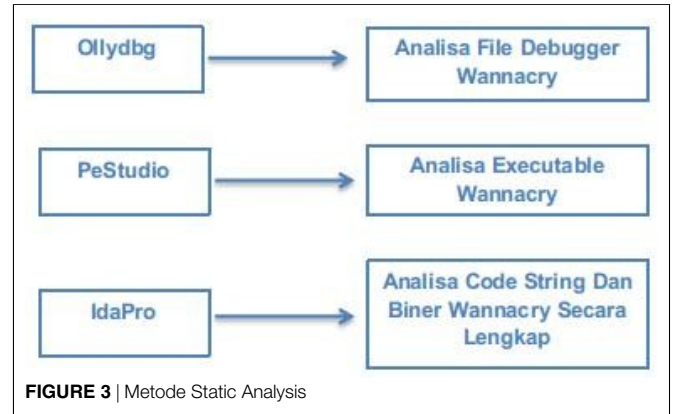 Ollydbg
Analisa File Debugger
Wannacry
PeStudio
Analisa Executable
Wannacry
IdaPro
Analisa Code String Dan
Biner Wannacry Secara
Lengkap
FIGURE 3 | Metode Static Analysis